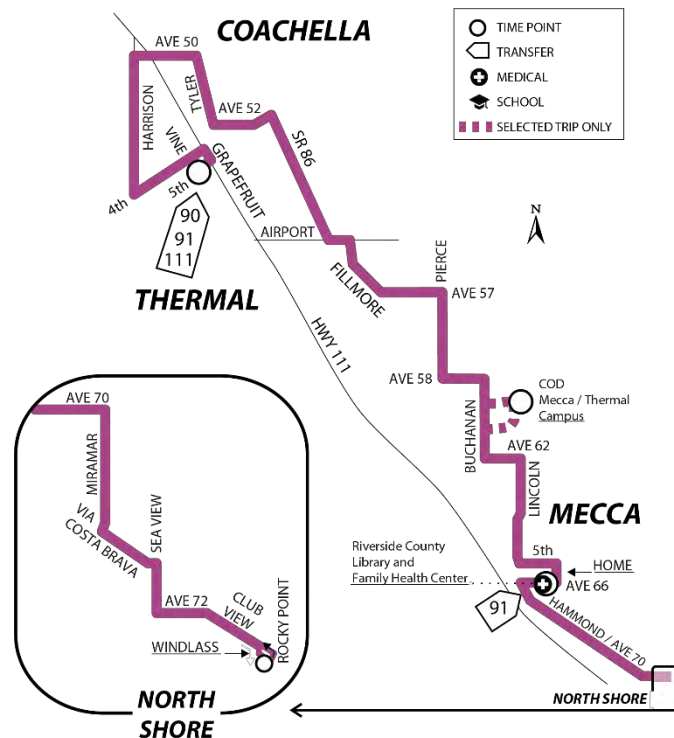 COACHELLA
AVE 50
TYLER
HARRISON
AVE 52
VINE
GRAPEFRUIT
SR 86
4th
5th
90
91
111
THERMAL
AIRPORT
FILLMORE
PIERCE
AVE 57
HWY 111
AVE 58
BUCHANAN
COD
Mecca / Thermal
Campus
AVE 62
LINCOLN
MECCA
5th
HOME
Riverside County
Library and
Family Health Center
AVE 66
91
HAMMOND / AVE 70
NORTH SHORE
TIME POINT
TRANSFER
MEDICAL
SCHOOL
SELECTED TRIP ONLY
N
AVE 70
MIRAMAR
VIA
COSTA BRAVA
SEA VIEW
AVE 72
CLUB
VIEW
ROCKY POINT
WINDLASS
NORTH
SHORE